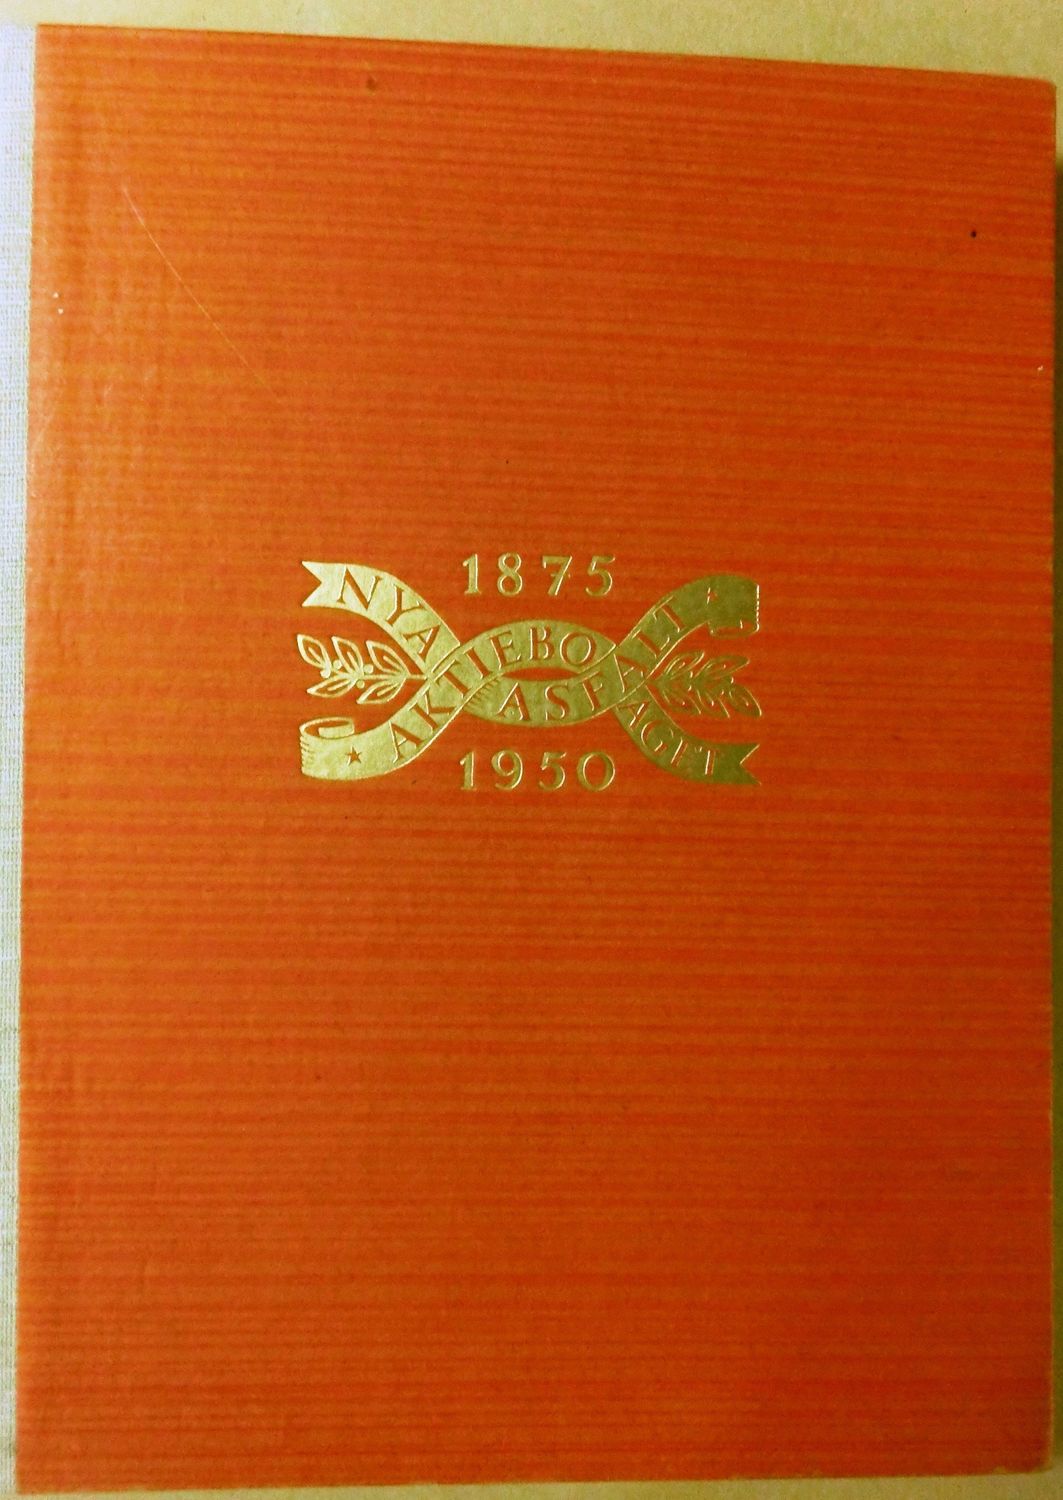 1875
NYA ASFALT
AKTIEBOLAGET
1950